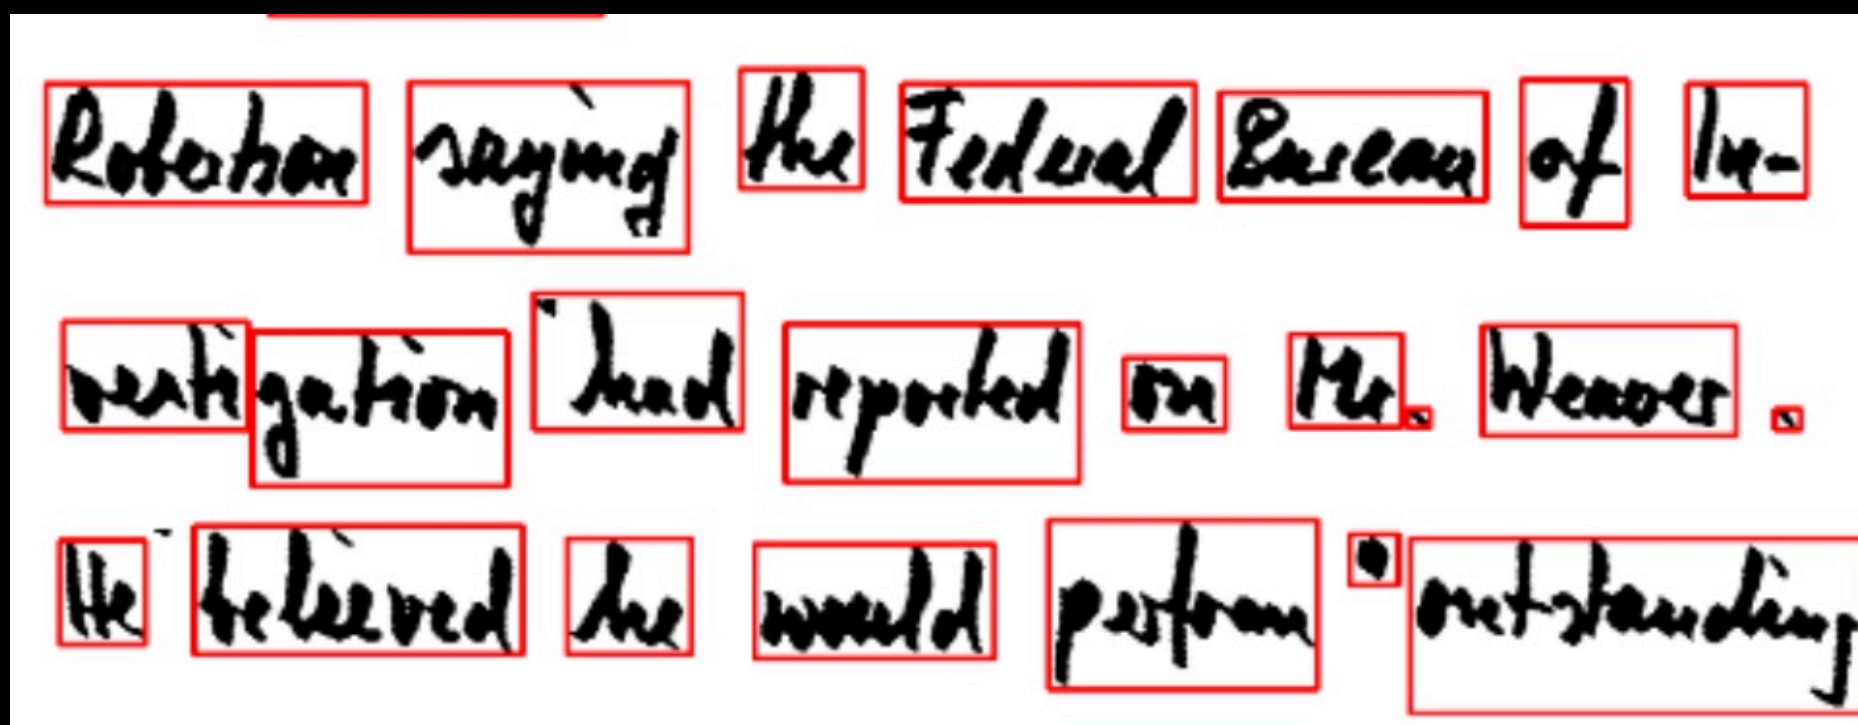 Robertson saying the Federal Bureau of In-
vestigation had reported on Mr. Weaver.
He believed he would perform "outstanding